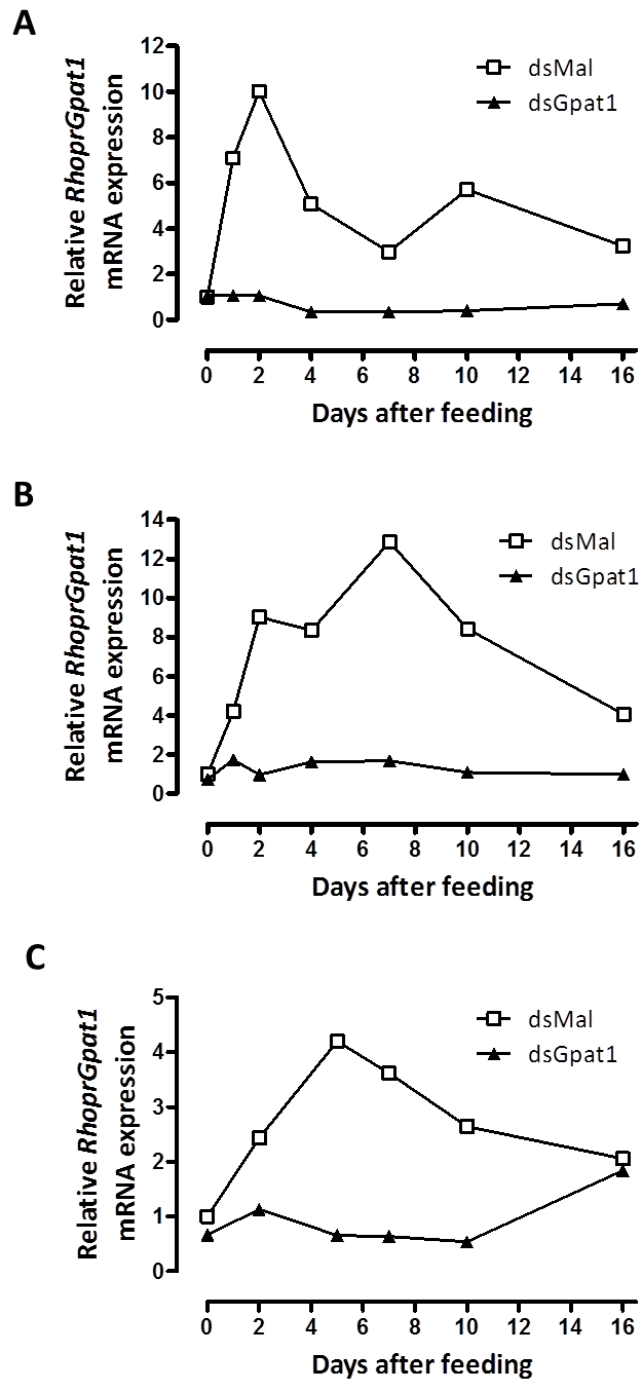 A
Relative RhoprGpat1
mRNA expression
12
10
8
6
4
2
0
dsMal
dsGpat1
0 2 4 6 8 10 12 14 16
Days after feeding
B
Relative RhoprGpat1
mRNA expression
14
12
10
8
6
4
2
0
dsMal
dsGpat1
0 2 4 6 8 10 12 14 16
Days after feeding
C
Relative RhoprGpat1
mRNA expression
5
4
3
2
1
0
dsMal
dsGpat1
0 2 4 6 8 10 12 14 16
Days after feeding